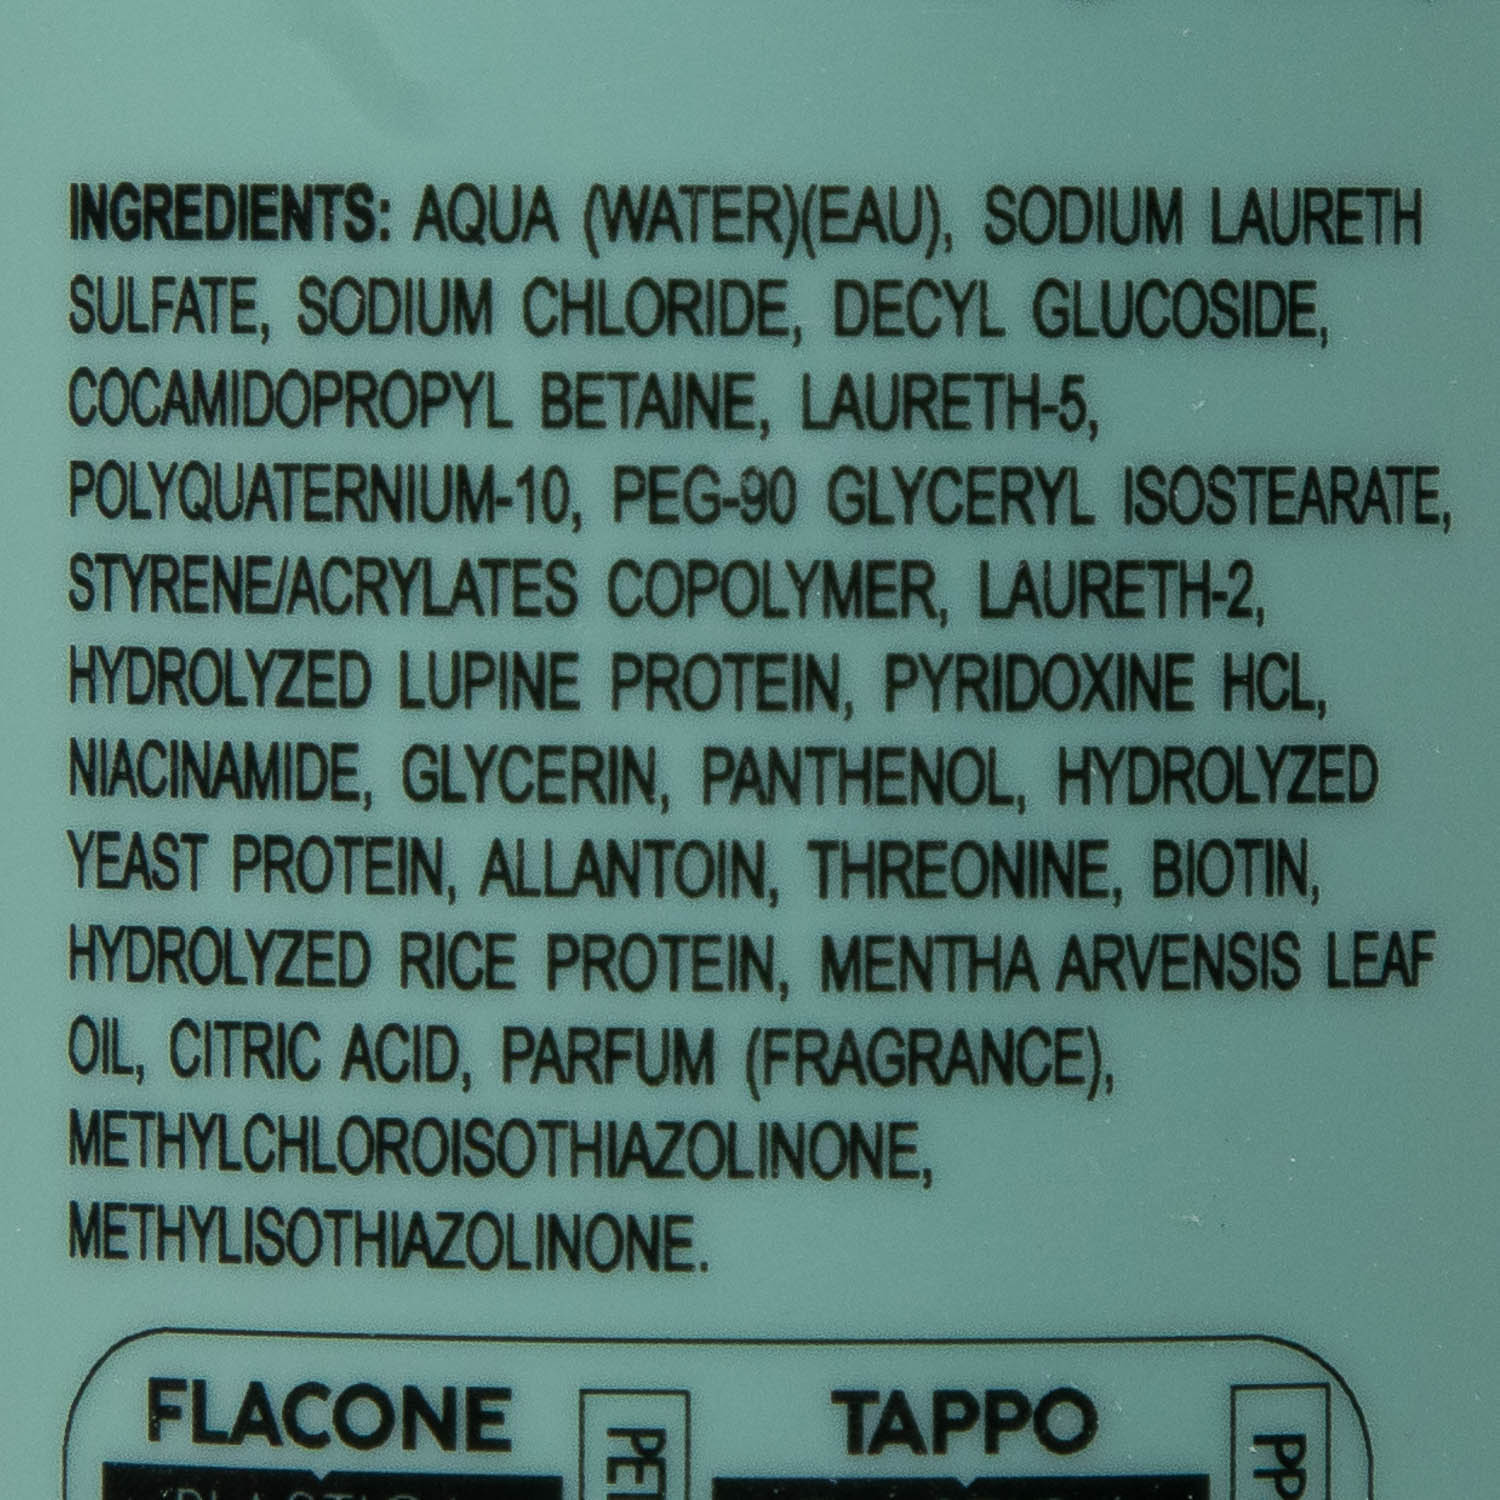 INGREDIENTS: AQUA (WATER)(EAU), SODIUM LAURETH
SULFATE, SODIUM CHLORIDE, DECYL GLUCOSIDE,
COCAMIDOPROPYL BETAINE, LAURETH-5,
POLYQUATERNIUM-10, PEG-90 GLYCERYL ISOSTEARATE,
STYRENE/ACRYLATES COPOLYMER, LAURETH-2,
HYDROLYZED LUPINE PROTEIN, PYRIDOXINE HCL,
NIACINAMIDE, GLYCERIN, PANTHENOL, HYDROLYZED
YEAST PROTEIN, ALLANTOIN, THREONINE, BIOTIN,
HYDROLYZED RICE PROTEIN, MENTHA ARVENSIS LEAF
OIL, CITRIC ACID, PARFUM (FRAGRANCE),
METHYLCHLOROISOTHIAZOLINONE,
METHYLISOTHIAZOLINONE.
FLACONE
PET
TAPPO
PP